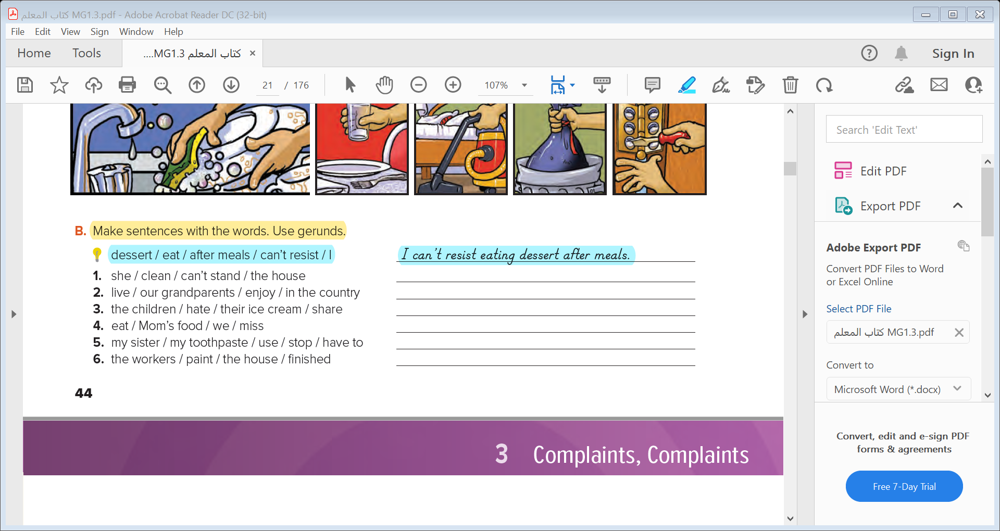 كتاب المعلم MG1.3.pdf - Adobe Acrobat Reader DC (32-bit)
File Edit View Sign Window Help
Home Tools كتاب المعلم MG1.3.... ×
Sign In
21 / 176 107%
Search 'Edit Text'
Edit PDF
Export PDF
Adobe Export PDF
Convert PDF Files to Word
or Excel Online
Select PDF File
كتاب المعلم MG1.3.pdf
Convert to
Microsoft Word (*.docx)
Convert, edit and e-sign PDF
forms & agreements
Free 7-Day Trial
B. Make sentences with the words. Use gerunds.
dessert / eat / after meals / can't resist / I I can't resist eating dessert after meals.
1. she / clean / can't stand / the house
2. live / our grandparents / enjoy / in the country
3. the children / hate / their ice cream / share
4. eat / Mom's food / we / miss
5. my sister / my toothpaste / use / stop / have to
6. the workers / paint / the house / finished
44
3 Complaints, Complaints